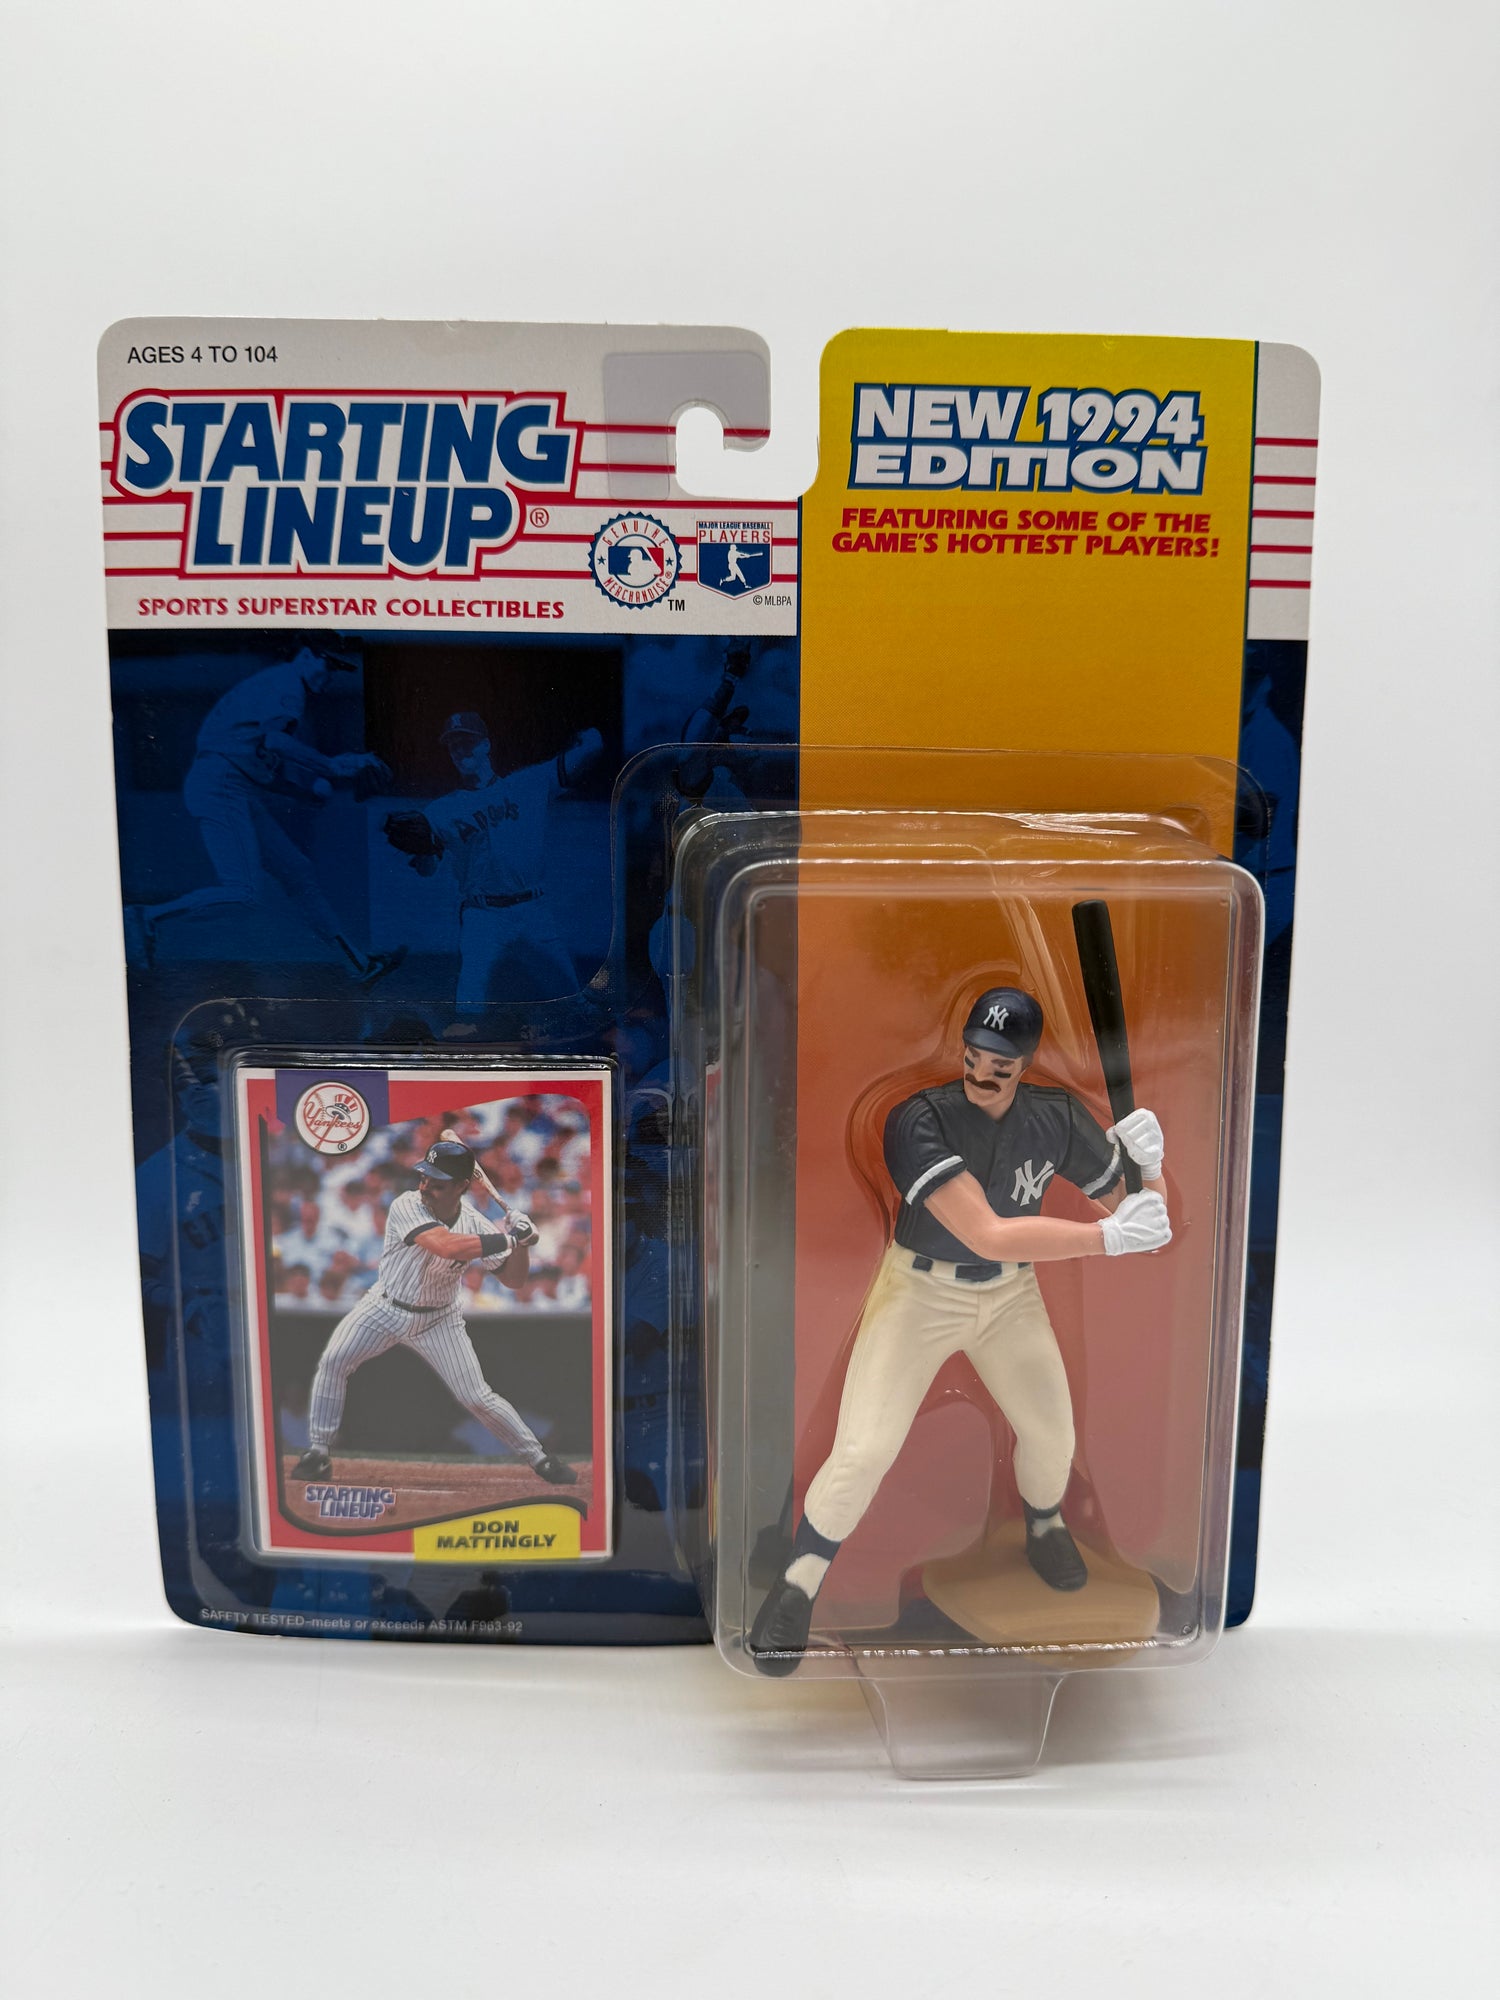 AGES 4 TO 104
STARTING
LINEUP®
SPORTS SUPERSTAR COLLECTIBLES
GENUINE
MERCHANDISE®
TM
MAJOR LEAGUE BASEBALL
PLAYERS
© MLBPA
NEW 1994
EDITION
FEATURING SOME OF THE
GAME'S HOTTEST PLAYERS!
Angels
Yankees
®
NY
NY
STARTING
LINEUP
DON
MATTINGLY
SAFETY TESTED-meets or exceeds ASTM F963-92